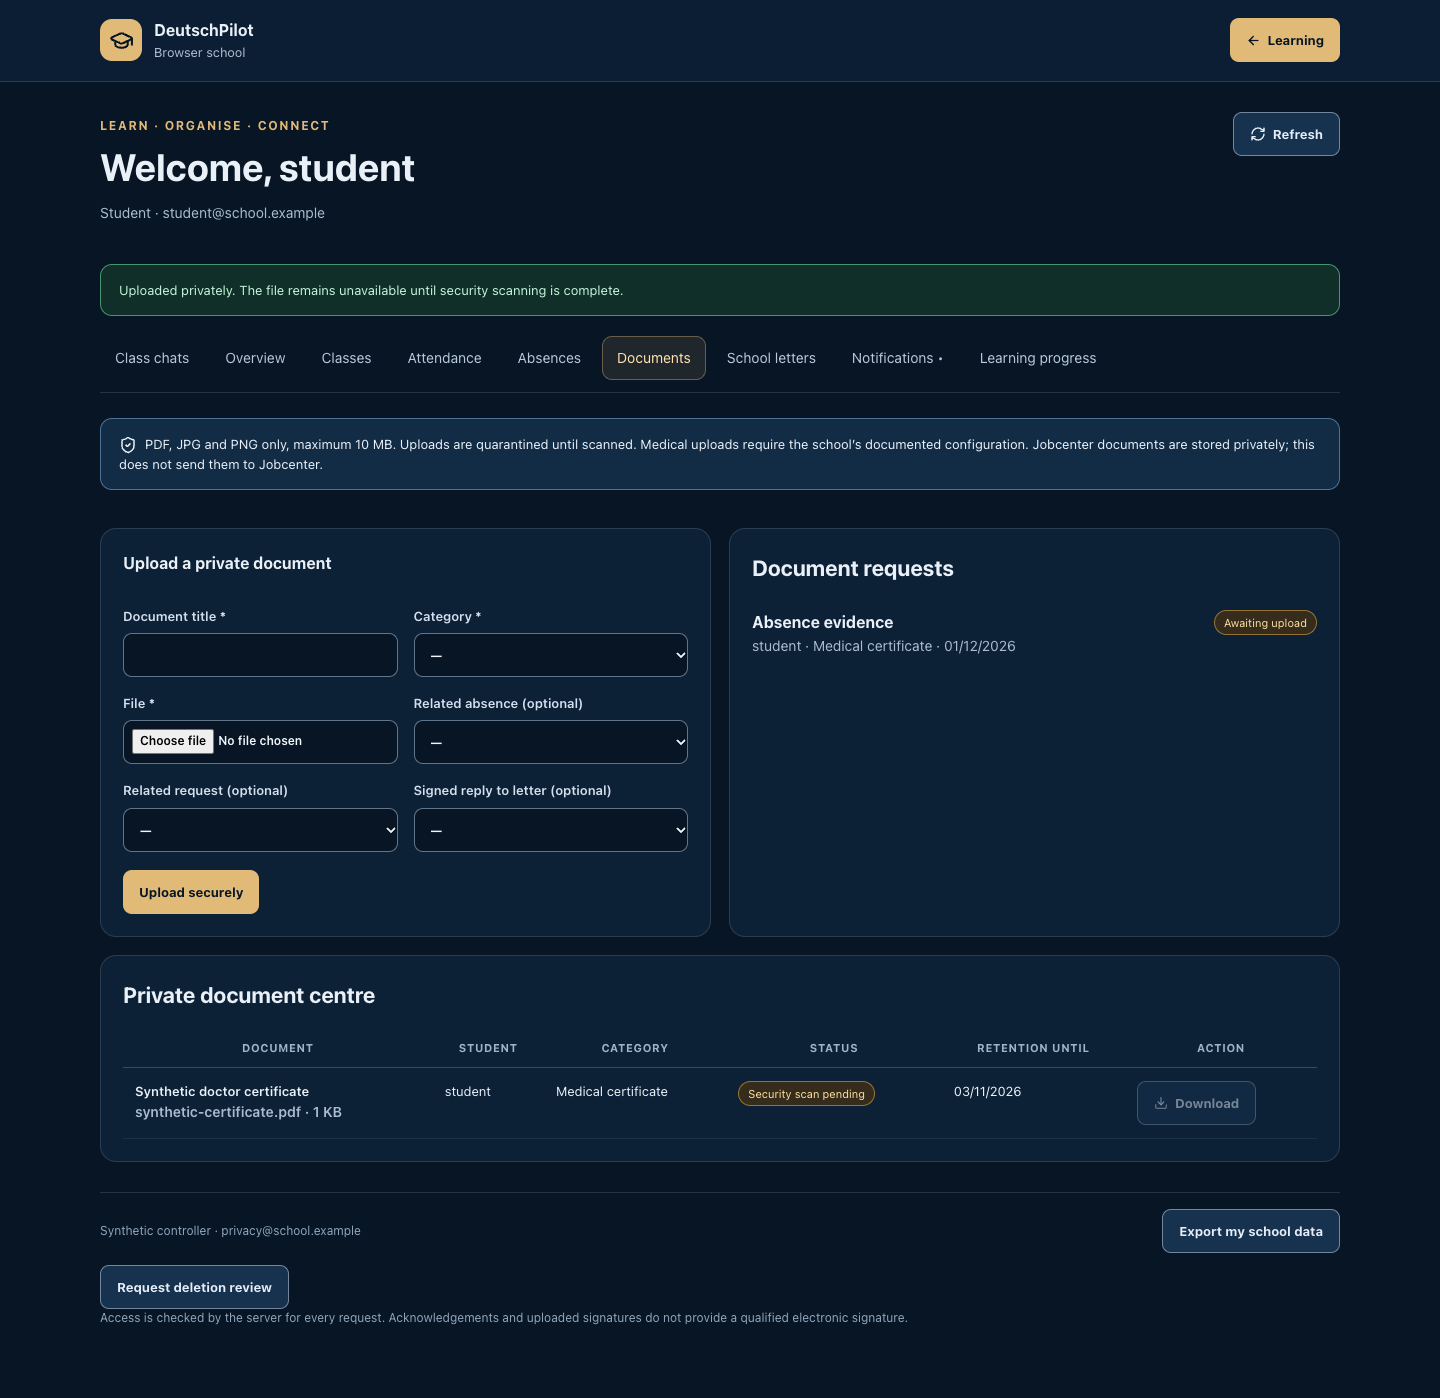 DeutschPilot
Browser school
Learning
LEARN · ORGANISE · CONNECT
Refresh
Welcome, student
Student · student@school.example
Uploaded privately. The file remains unavailable until security scanning is complete.
Class chats Overview Classes Attendance Absences Documents School letters Notifications • Learning progress
PDF, JPG and PNG only, maximum 10 MB. Uploads are quarantined until scanned. Medical uploads require the school's documented configuration. Jobcenter documents are stored privately; this
does not send them to Jobcenter.
Upload a private document
Document title *
Category *
—
File *
Choose file No file chosen
Related absence (optional)
—
Related request (optional)
—
Signed reply to letter (optional)
—
Upload securely
Document requests
Absence evidence
Awaiting upload
student · Medical certificate · 01/12/2026
Private document centre
DOCUMENT STUDENT CATEGORY STATUS RETENTION UNTIL ACTION
Synthetic doctor certificate student Medical certificate Security scan pending 03/11/2026 Download
synthetic-certificate.pdf · 1 KB
Synthetic controller · privacy@school.example
Export my school data
Request deletion review
Access is checked by the server for every request. Acknowledgements and uploaded signatures do not provide a qualified electronic signature.